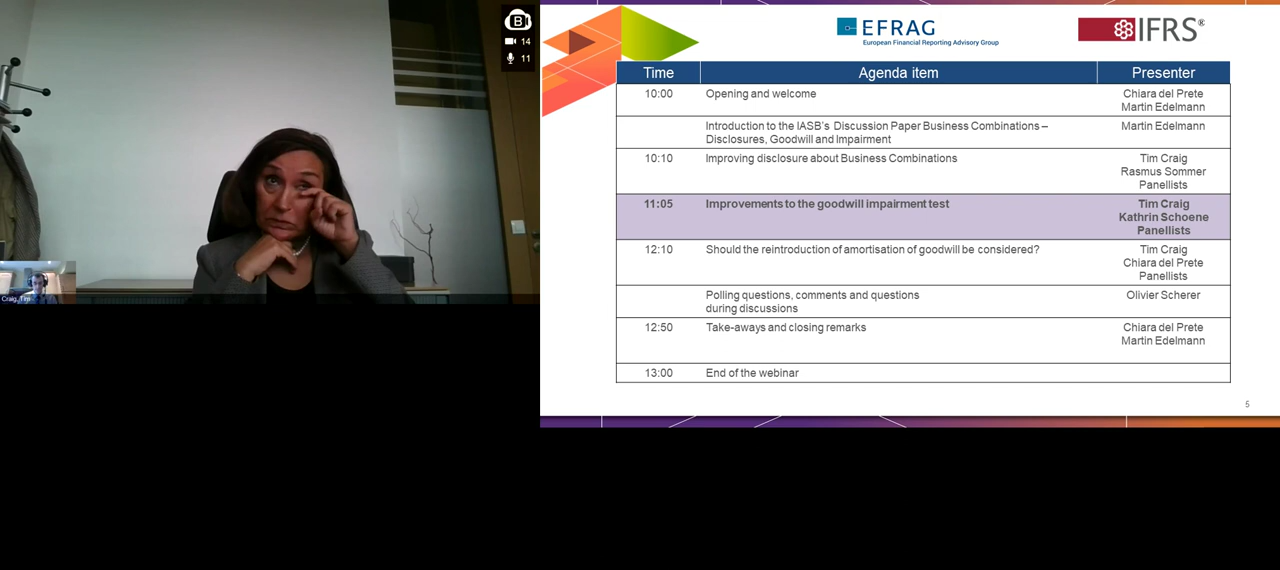 B
14
11
Craig, Tim
EFRAG
European Financial Reporting Advisory Group
IFRS®
Time Agenda item Presenter
10:00 Opening and welcome Chiara del Prete
Martin Edelmann
Introduction to the IASB's Discussion Paper Business Combinations – Martin Edelmann
Disclosures, Goodwill and Impairment
10:10 Improving disclosure about Business Combinations Tim Craig
Rasmus Sommer
Panellists
11:05 Improvements to the goodwill impairment test Tim Craig
Kathrin Schoene
Panellists
12:10 Should the reintroduction of amortisation of goodwill be considered? Tim Craig
Chiara del Prete
Panellists
Polling questions, comments and questions Olivier Scherer
during discussions
12:50 Take-aways and closing remarks Chiara del Prete
Martin Edelmann
13:00 End of the webinar
5